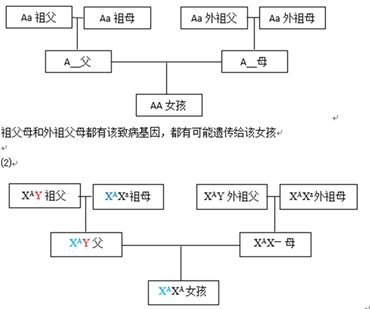 Aa 祖父 Aa 祖母 Aa 外祖父 Aa 外祖母
A__父 A__母
AA 女孩
祖父母和外祖父母都有该致病基因，都有可能遗传给该女孩
⑵
XᴬY 祖父 XᴬXᴮ祖母 XᴬY 外祖父 XᴬXᴮ外祖母
XᴬY 父 XᴬX— 母
XᴬXᴬ女孩